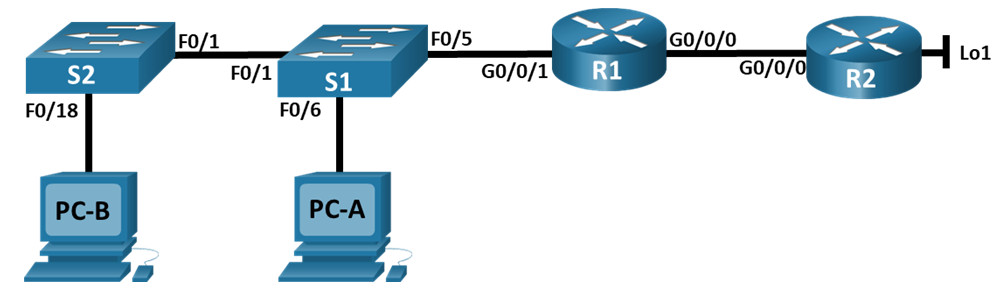 S2
F0/1
F0/1
S1
F0/5
G0/0/1
R1
G0/0/0
G0/0/0
R2
Lo1
F0/18
F0/6
PC-B
PC-A